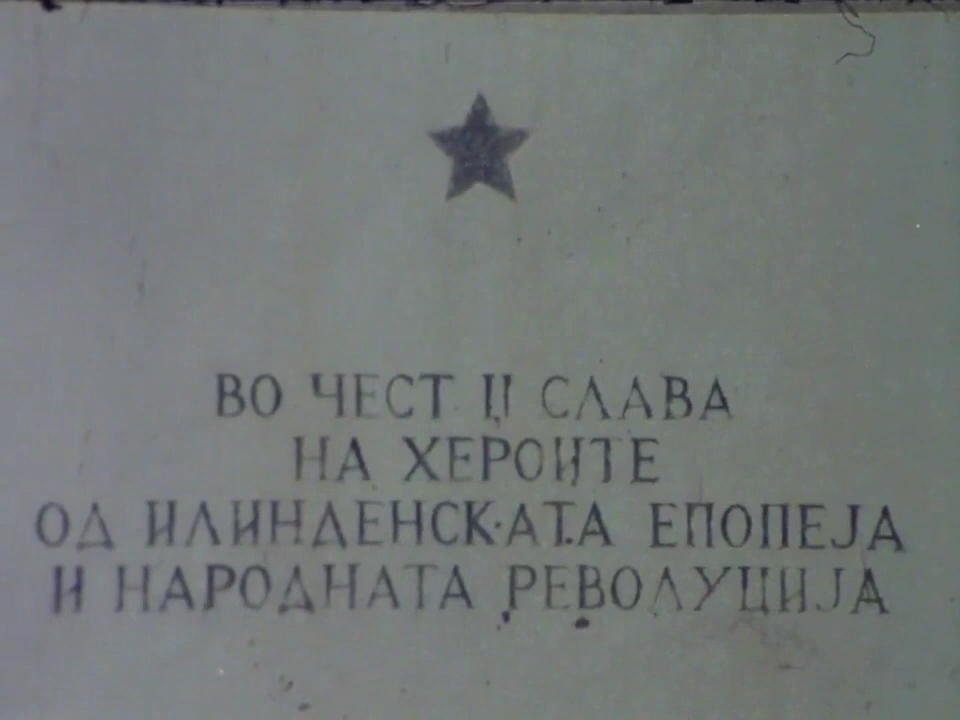 ВО ЧЕСТ И СЛАВА
НА ХЕРОИТЕ
ОД ИЛИНДЕНСКАТА ЕПОПЕЈА
И НАРОДНАТА РЕВОЛУЦИЈА